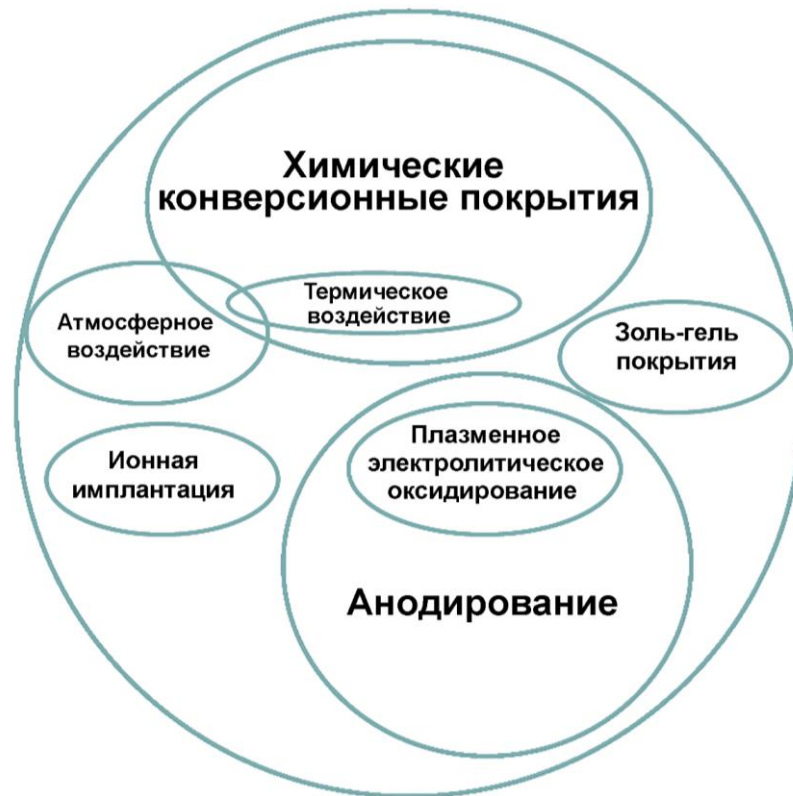 Химические
конверсионные покрытия
Термическое
воздействие
Атмосферное
воздействие
Золь-гель
покрытия
Ионная
имплантация
Плазменное
электролитическое
оксидирование
Анодирование